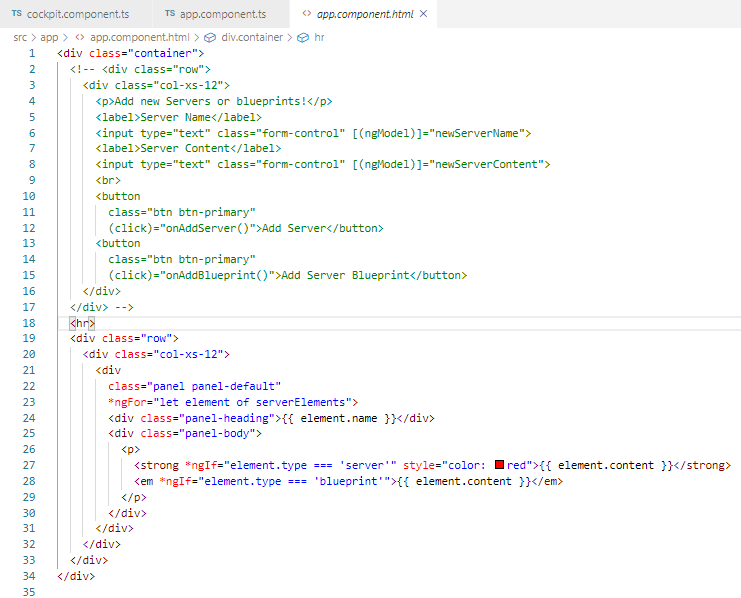 TS cockpit.component.ts TS app.component.ts <> app.component.html ×
src > app > <> app.component.html > div.container > hr
1 <div class="container">
2 <!-- <div class="row">
3 <div class="col-xs-12">
4 <p>Add new Servers or blueprints!</p>
5 <label>Server Name</label>
6 <input type="text" class="form-control" [(ngModel)]="newServerName">
7 <label>Server Content</label>
8 <input type="text" class="form-control" [(ngModel)]="newServerContent">
9 <br>
10 <button
11 class="btn btn-primary"
12 (click)="onAddServer()">Add Server</button>
13 <button
14 class="btn btn-primary"
15 (click)="onAddBlueprint()">Add Server Blueprint</button>
16 </div>
17 </div> -->
18 <hr>
19 <div class="row">
20 <div class="col-xs-12">
21 <div
22 class="panel panel-default"
23 *ngFor="let element of serverElements">
24 <div class="panel-heading">{{ element.name }}</div>
25 <div class="panel-body">
26 <p>
27 <strong *ngIf="element.type === 'server'" style="color: red">{{ element.content }}</strong>
28 <em *ngIf="element.type === 'blueprint'">{{ element.content }}</em>
29 </p>
30 </div>
31 </div>
32 </div>
33 </div>
34 </div>
35